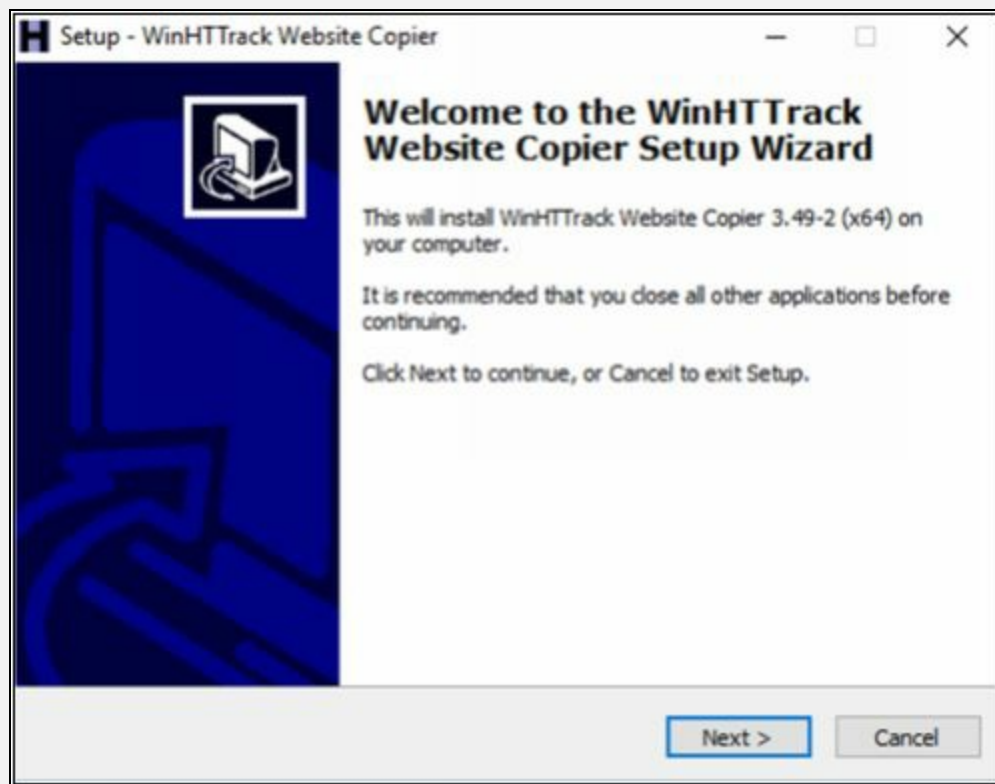 Setup - WinHTTrack Website Copier
Welcome to the WinHTTrack
Website Copier Setup Wizard
This will install WinHTTrack Website Copier 3.49-2 (x64) on
your computer.
It is recommended that you close all other applications before
continuing.
Click Next to continue, or Cancel to exit Setup.
Next >
Cancel